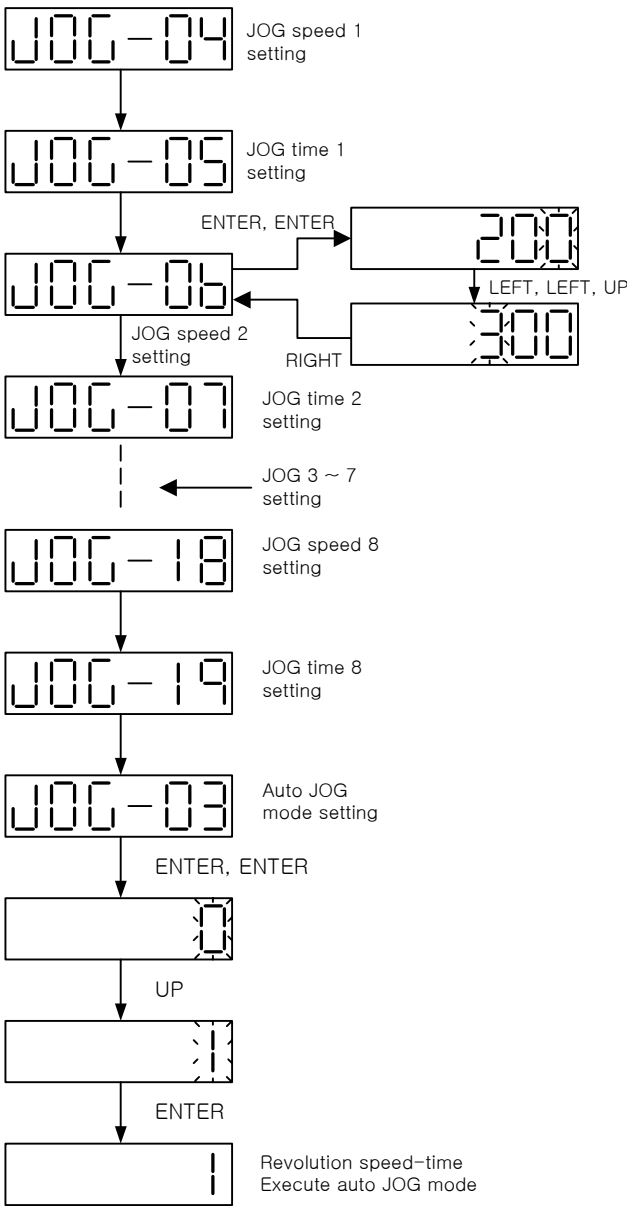 JOG-04
JOG speed 1
setting
JOG-05
JOG time 1
setting
ENTER, ENTER
200
JOG-06
LEFT, LEFT, UP
300
RIGHT
JOG speed 2
setting
JOG-07
JOG time 2
setting
JOG 3 ~ 7
setting
JOG-18
JOG speed 8
setting
JOG-19
JOG time 8
setting
JOG-03
Auto JOG
mode setting
ENTER, ENTER
0
UP
1
ENTER
1
Revolution speed-time
Execute auto JOG mode